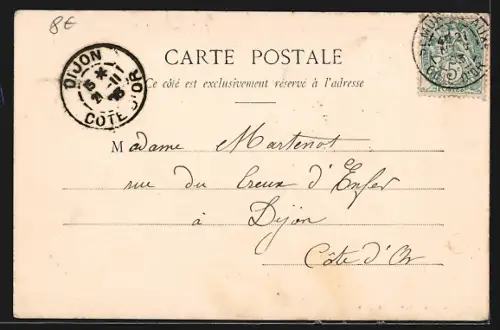 8€
CARTE POSTALE
Ce côté est exclusivement réservé à l'adresse
DIJON
CÔTE D'OR
Madame Martenot
rue du Creux d'Enfer
à Dijon
Côte d'Or